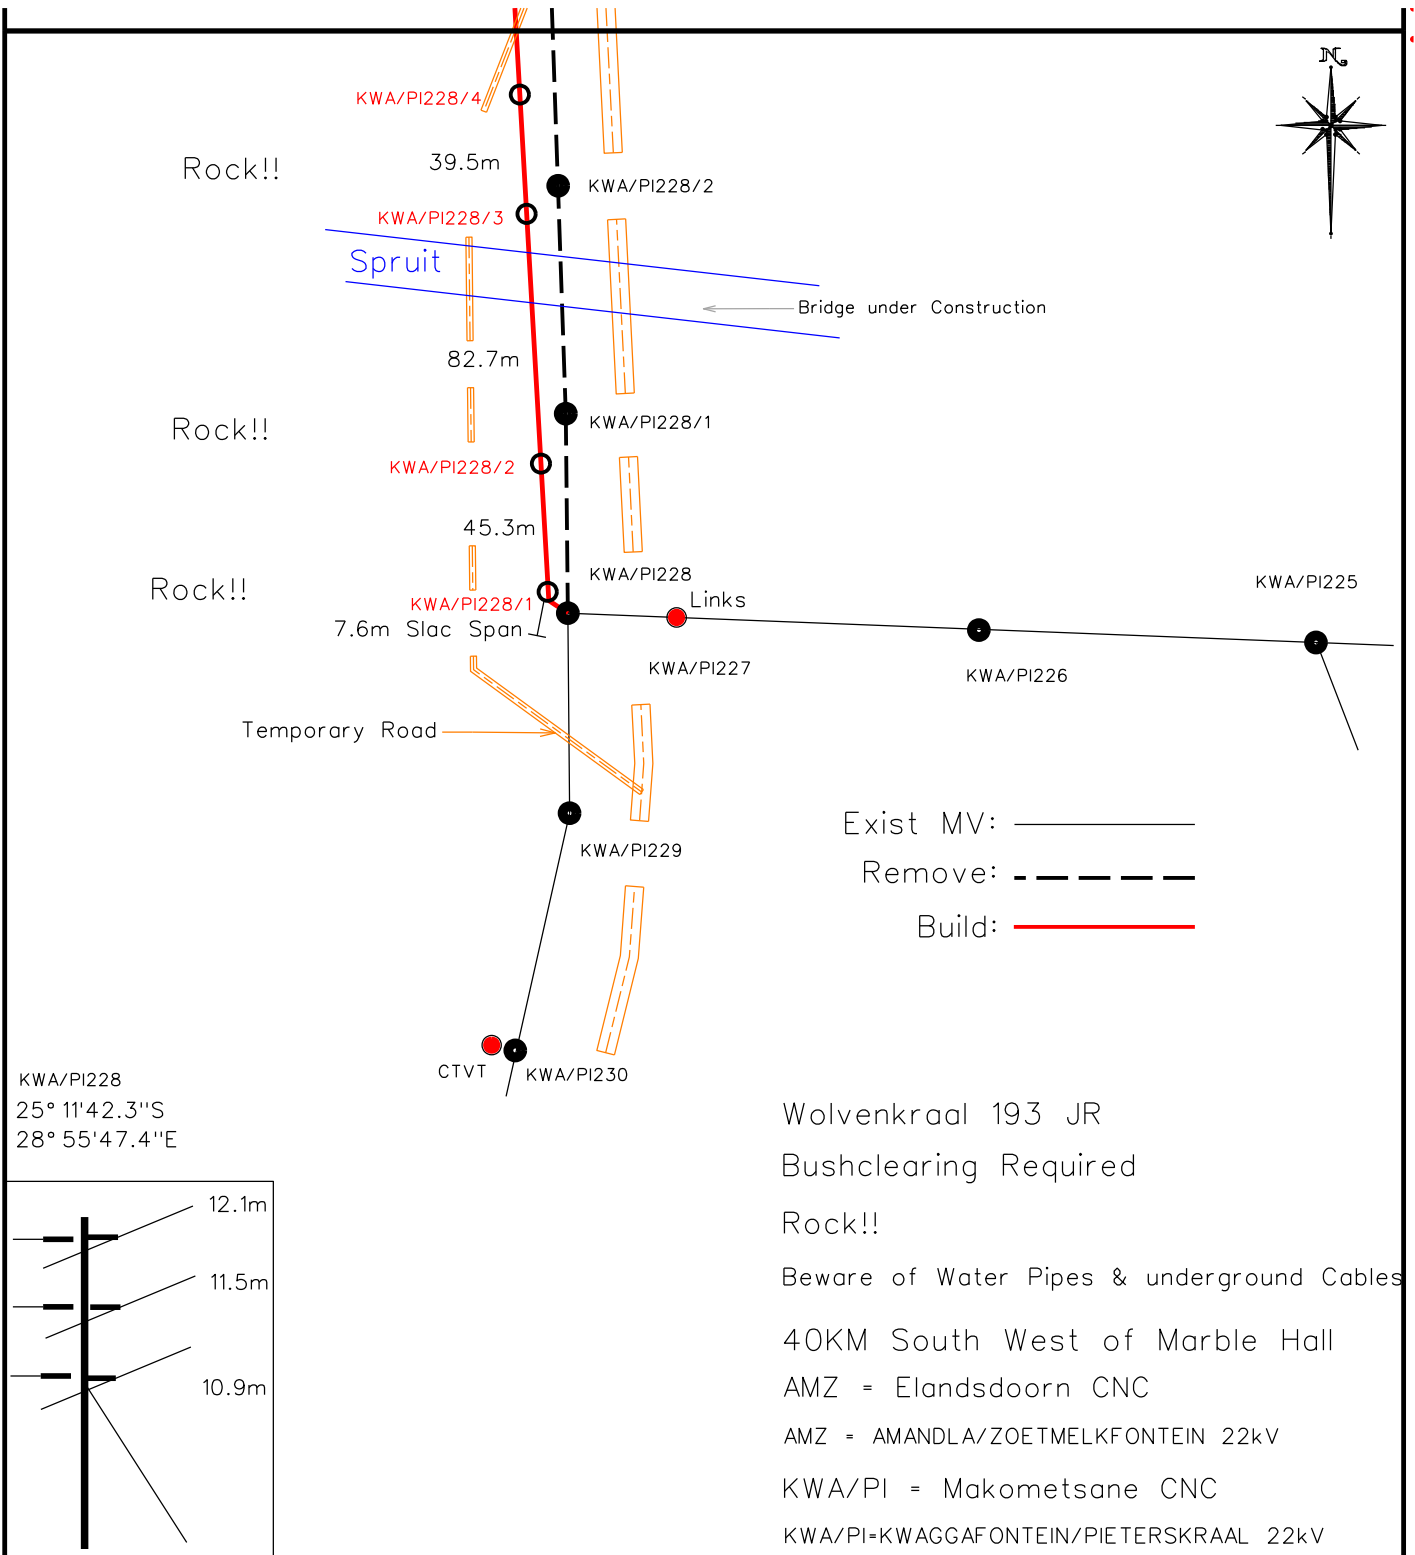 N
KWA/PI228/4
39.5m
Rock!!
KWA/PI228/2
KWA/PI228/3
Spruit
Bridge under Construction
82.7m
KWA/PI228/1
Rock!!
KWA/PI228/2
45.3m
KWA/PI228
Rock!!
KWA/PI228/1
Links
KWA/PI225
7.6m Slac Span
KWA/PI227
KWA/PI226
Temporary Road
Exist MV:
KWA/PI229
Remove:
Build:
CTVT
KWA/PI230
KWA/PI228
25° 11'42.3"S
28° 55'47.4"E
12.1m
11.5m
10.9m
Wolvenkraal 193 JR
Bushclearing Required
Rock!!
Beware of Water Pipes & underground Cables
40KM South West of Marble Hall
AMZ = Elandsdoorn CNC
AMZ = AMANDLA/ZOETMELKFONTEIN 22kV
KWA/PI = Makometsane CNC
KWA/PI=KWAGGAFONTEIN/PIETERSKRAAL 22kV